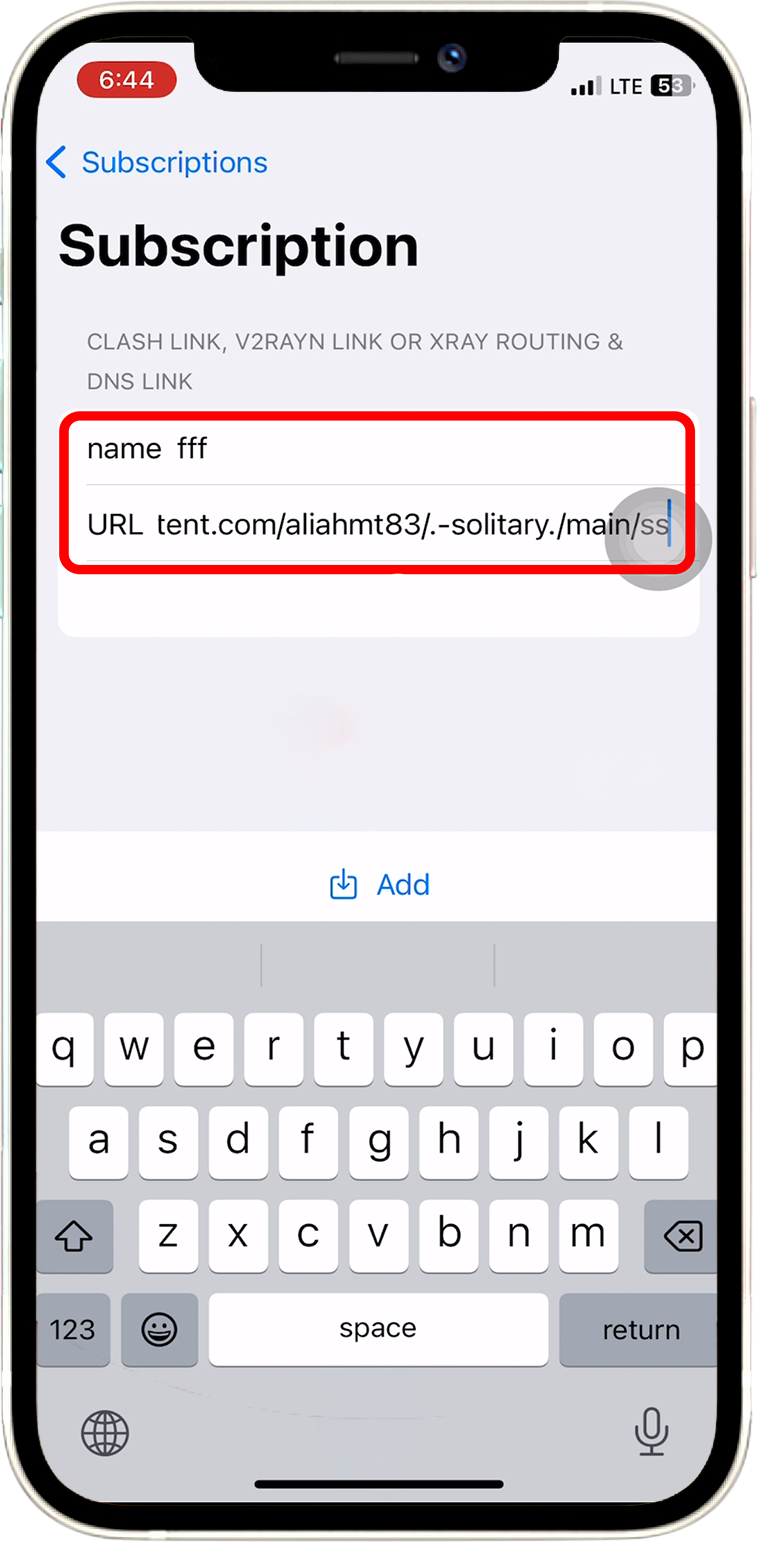 6:44
LTE 53
Subscriptions
Subscription
CLASH LINK, V2RAYN LINK OR XRAY ROUTING &
DNS LINK
name fff
URL tent.com/aliahmt83/.-solitary./main/ss
Add
q w e r t y u i o p
a s d f g h j k l
z x c v b n m
123 space return